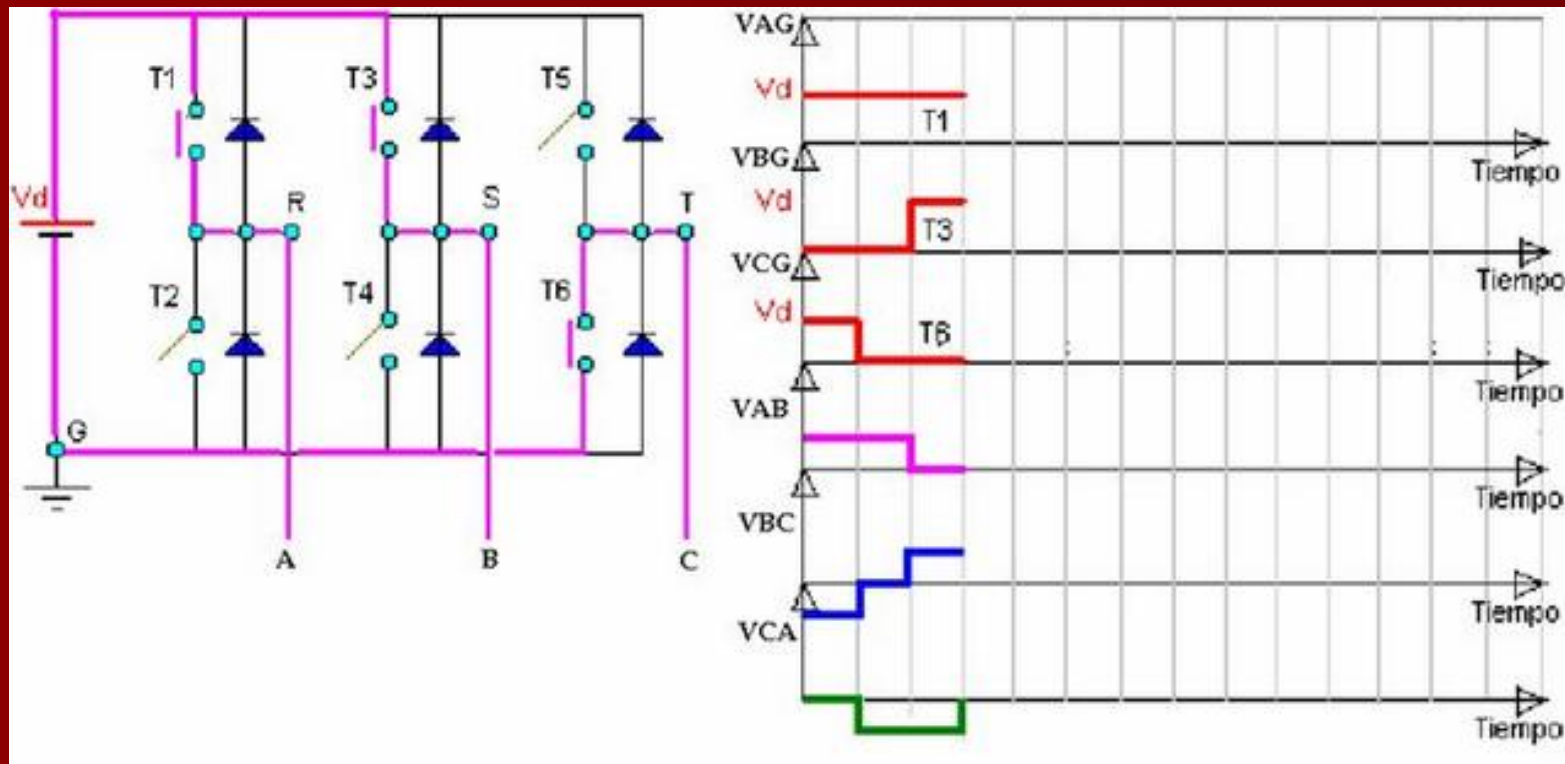 T1
T3
T5
Vd
R
S
T
T2
T4
T6
G
A
B
C
VAG
Vd
T1
VBG
Tiempo
Vd
T3
VCG
Tiempo
Vd
T6
VAB
Tiempo
VBC
Tiempo
VCA
Tiempo
Tiempo